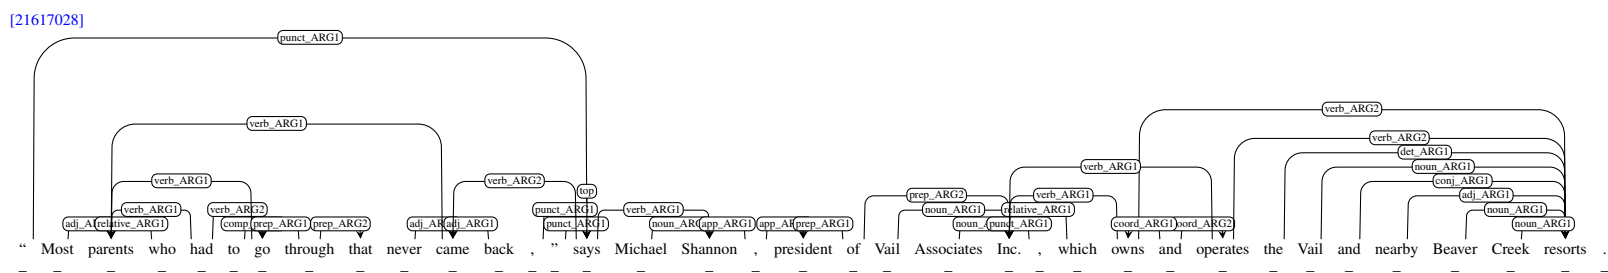 [21617028]
punct_ARG1
verb_ARG2
verb_ARG1 verb_ARG2
det_ARG1
verb_ARG1 noun_ARG1
verb_ARG1 verb_ARG2 conj_ARG1
top prep_ARG2 verb_ARG1 adj_ARG1
verb_ARG1 verb_ARG2 punct_ARG1 verb_ARG1 noun_ARG1 relative_ARG1 noun_ARG1
relative_ARG1 prep_ARG1 prep_ARG2 adj_ARG1 punct_ARG1 app_ARG1 prep_ARG1 coord_ARG1 noun_ARG1
“ Most parents who had to go through that never came back , ” says Michael Shannon , president of Vail Associates Inc. , which owns and operates the Vail and nearby Beaver Creek resorts .